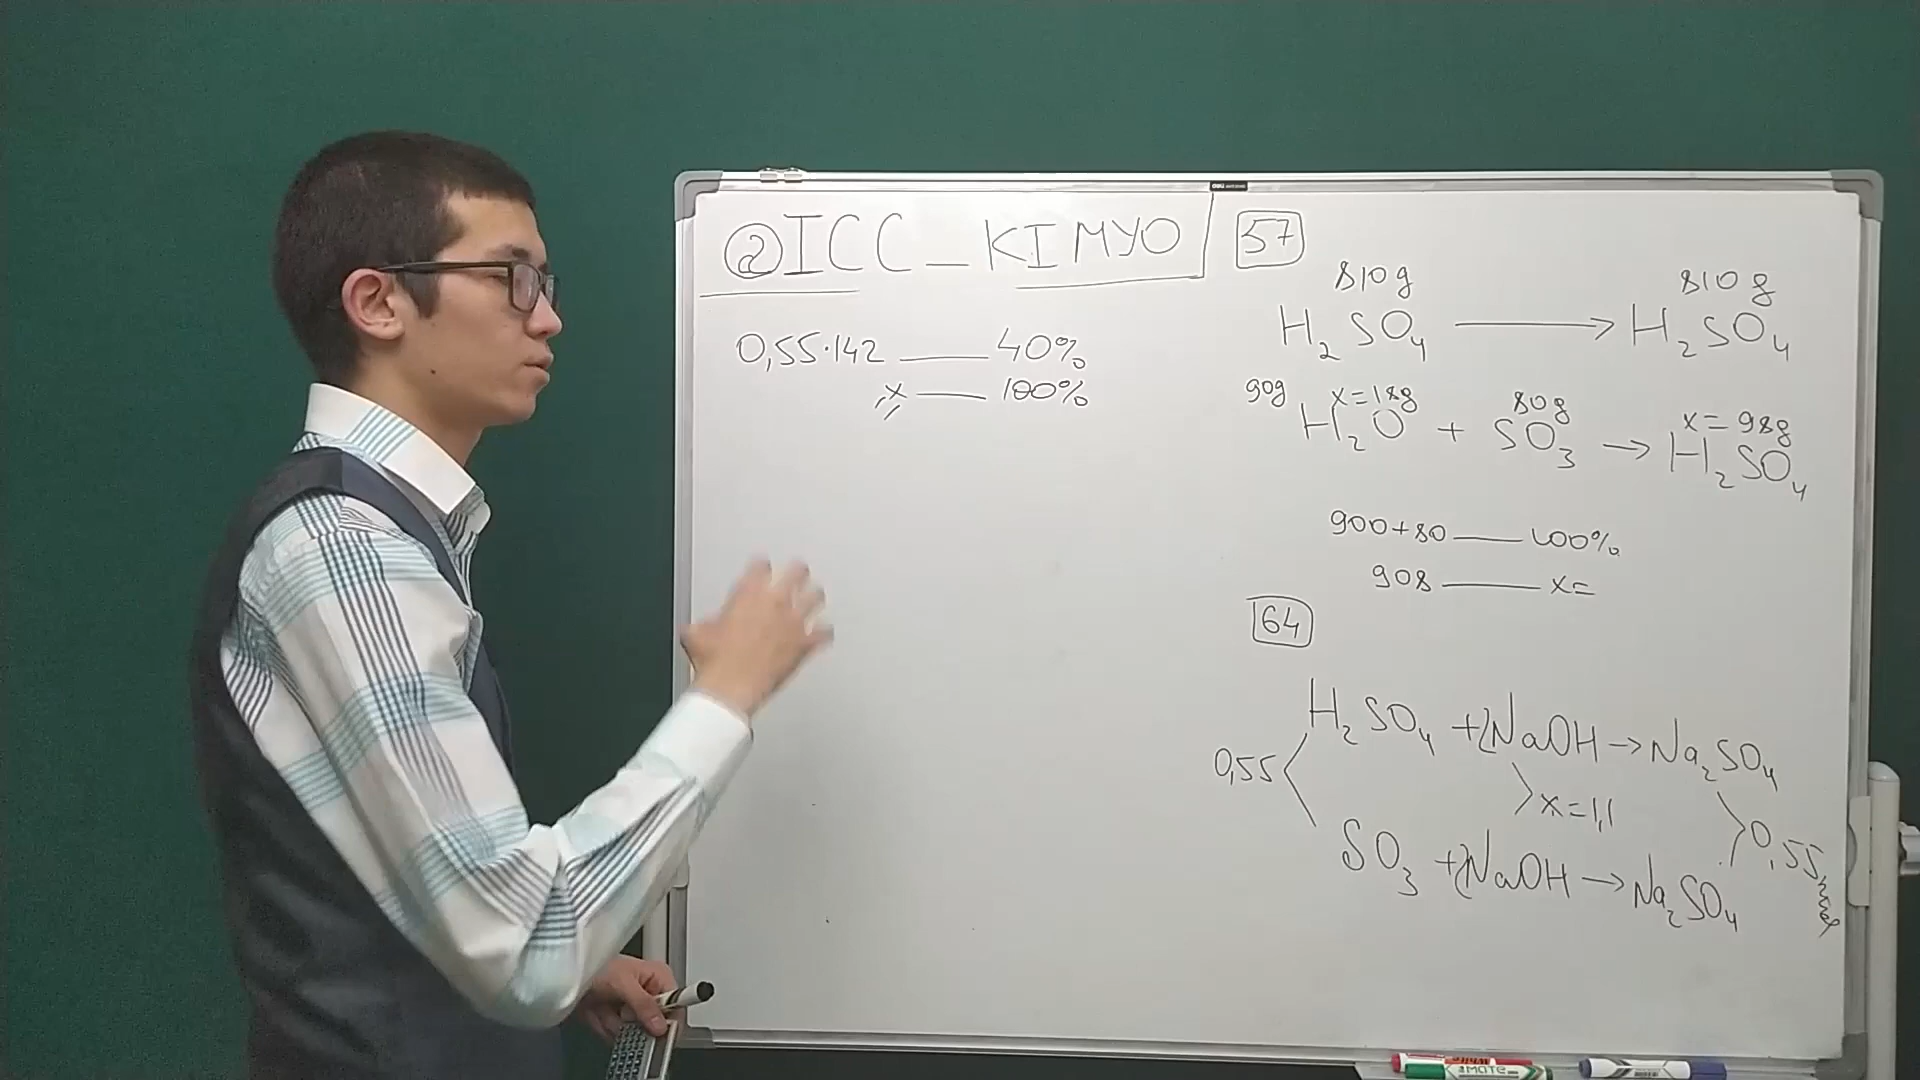 @ICC_KIMYO
0,55·142 —— 40%
„x —— 100%
57
810g 810g
H₂SO₄ ⟶ H₂SO₄
90g x=18g 80g x=98g
H₂O + SO₃ → H₂SO₄
900+80 —— 100%
908 —— x=
64
H₂SO₄ +2NaOH→Na₂SO₄
0,55
x=1,1
0,55
SO₃ +2NaOH→Na₂SO₄